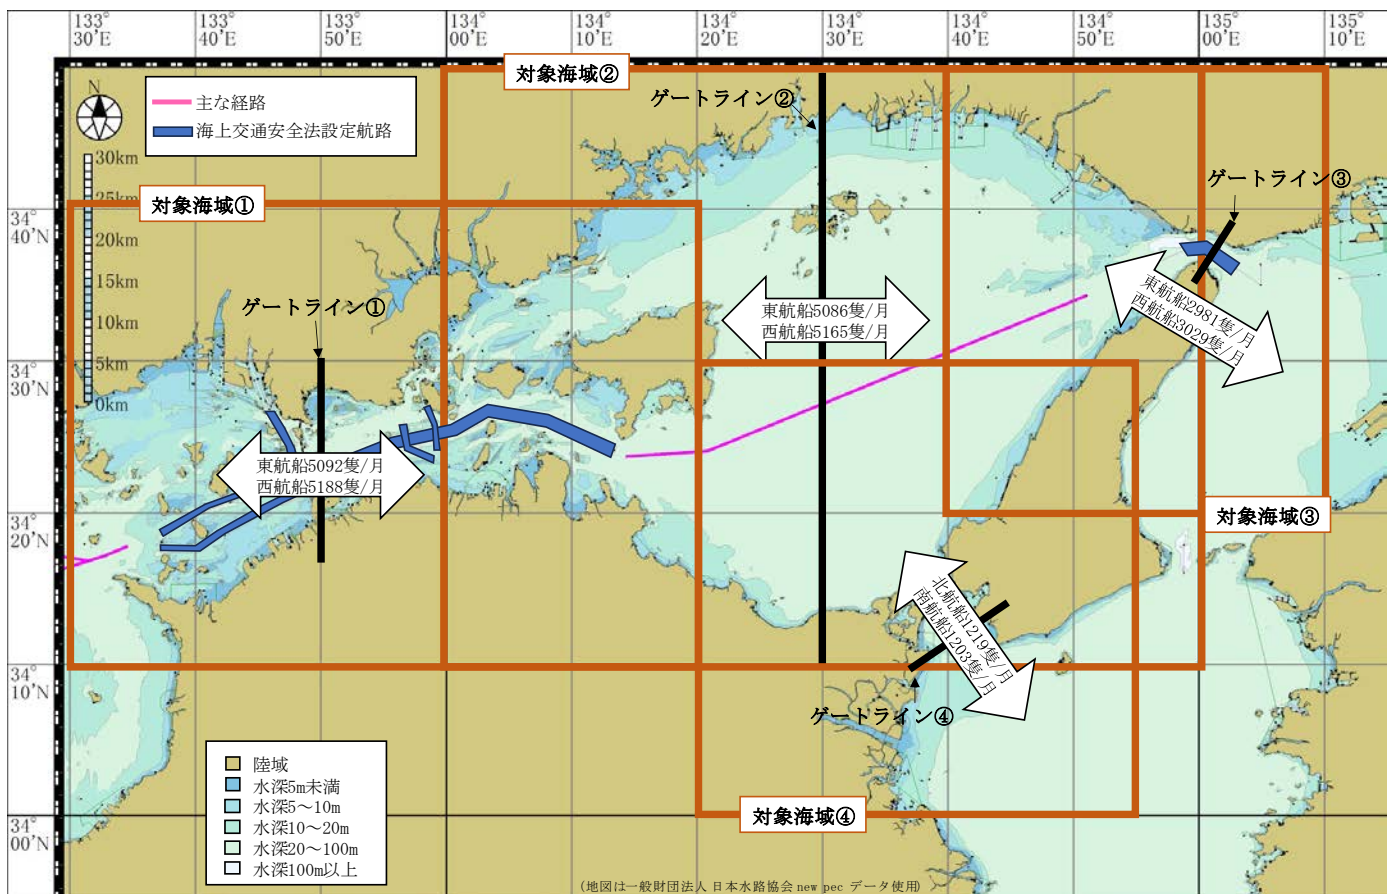 133°
30'E
133°
40'E
133°
50'E
134°
00'E
134°
10'E
134°
20'E
134°
30'E
134°
40'E
134°
50'E
135°
00'E
135°
10'E
N
主な経路
海上交通安全法設定航路
対象海域②
ゲートライン②
30km
25km
20km
15km
10km
5km
0km
対象海域①
ゲートライン③
34°
40'N
ゲートライン①
東航船5086隻/月
西航船5165隻/月
東航船2981隻/月
西航船3029隻/月
34°
30'N
東航船5092隻/月
西航船5188隻/月
34°
20'N
対象海域③
北航船1219隻/月
南航船1203隻/月
34°
10'N
ゲートライン④
陸域
水深5m未満
水深5～10m
水深10～20m
水深20～100m
水深100m以上
対象海域④
34°
00'N
(地図は一般財団法人 日本水路協会 new pec データ使用)